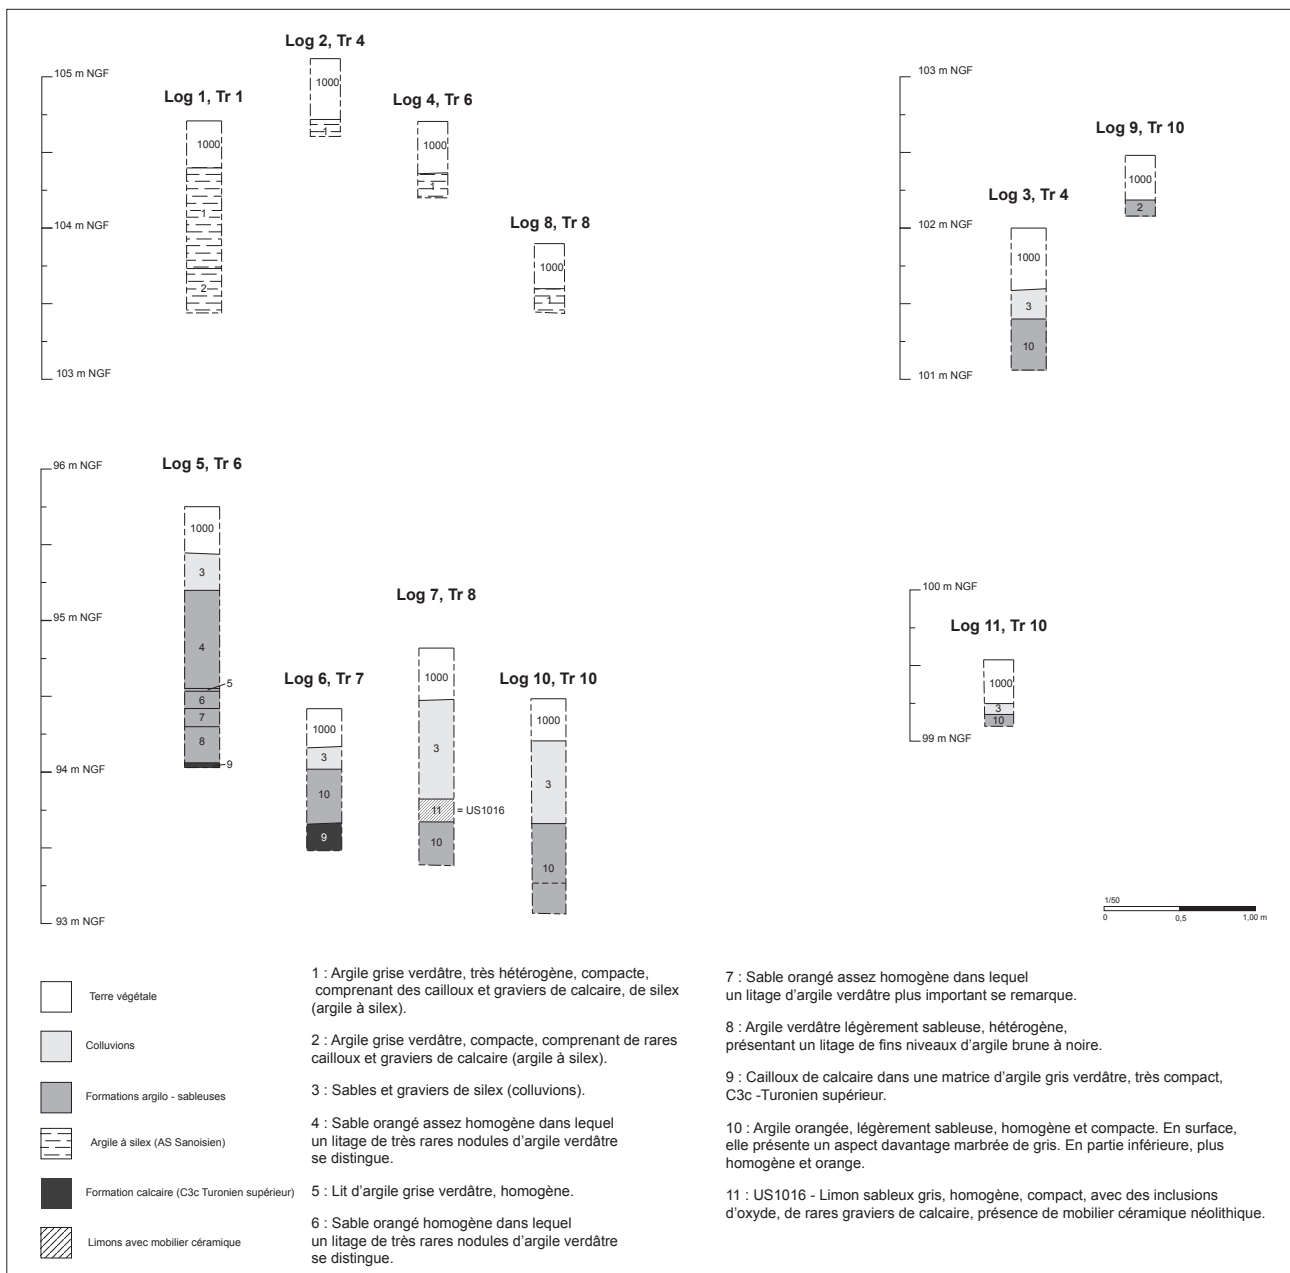 Log 2, Tr 4
105 m NGF
1000
1
Log 1, Tr 1
1000
1
2
Log 4, Tr 6
1000
1
104 m NGF
Log 8, Tr 8
1000
1
103 m NGF
103 m NGF
Log 9, Tr 10
1000
2
Log 3, Tr 4
102 m NGF
1000
3
10
101 m NGF
96 m NGF
Log 5, Tr 6
1000
3
95 m NGF
4
5
6
7
8
9
94 m NGF
Log 6, Tr 7
1000
3
10
9
Log 7, Tr 8
1000
3
11 = US1016
10
Log 10, Tr 10
1000
3
10
93 m NGF
100 m NGF
Log 11, Tr 10
1000
3
10
99 m NGF
1/50
0 0,5 1,00 m
Terre végétale
Colluvions
Formations argilo - sableuses
Argile à silex (AS Sanoisien)
Formation calcaire (C3c Turonien supérieur)
Limons avec mobilier céramique
1 : Argile grise verdâtre, très hétérogène, compacte,
comprenant des cailloux et graviers de calcaire, de silex
(argile à silex).
2 : Argile grise verdâtre, compacte, comprenant de rares
cailloux et graviers de calcaire (argile à silex).
3 : Sables et graviers de silex (colluvions).
4 : Sable orangé assez homogène dans lequel
un litage de très rares nodules d'argile verdâtre
se distingue.
5 : Lit d'argile grise verdâtre, homogène.
6 : Sable orangé homogène dans lequel
un litage de très rares nodules d'argile verdâtre
se distingue.
7 : Sable orangé assez homogène dans lequel
un litage d'argile verdâtre plus important se remarque.
8 : Argile verdâtre légèrement sableuse, hétérogène,
présentant un litage de fins niveaux d'argile brune à noire.
9 : Cailloux de calcaire dans une matrice d'argile gris verdâtre, très compact,
C3c -Turonien supérieur.
10 : Argile orangée, légèrement sableuse, homogène et compacte. En surface,
elle présente un aspect davantage marbrée de gris. En partie inférieure, plus
homogène et orange.
11 : US1016 - Limon sableux gris, homogène, compact, avec des inclusions
d'oxyde, de rares graviers de calcaire, présence de mobilier céramique néolithique.